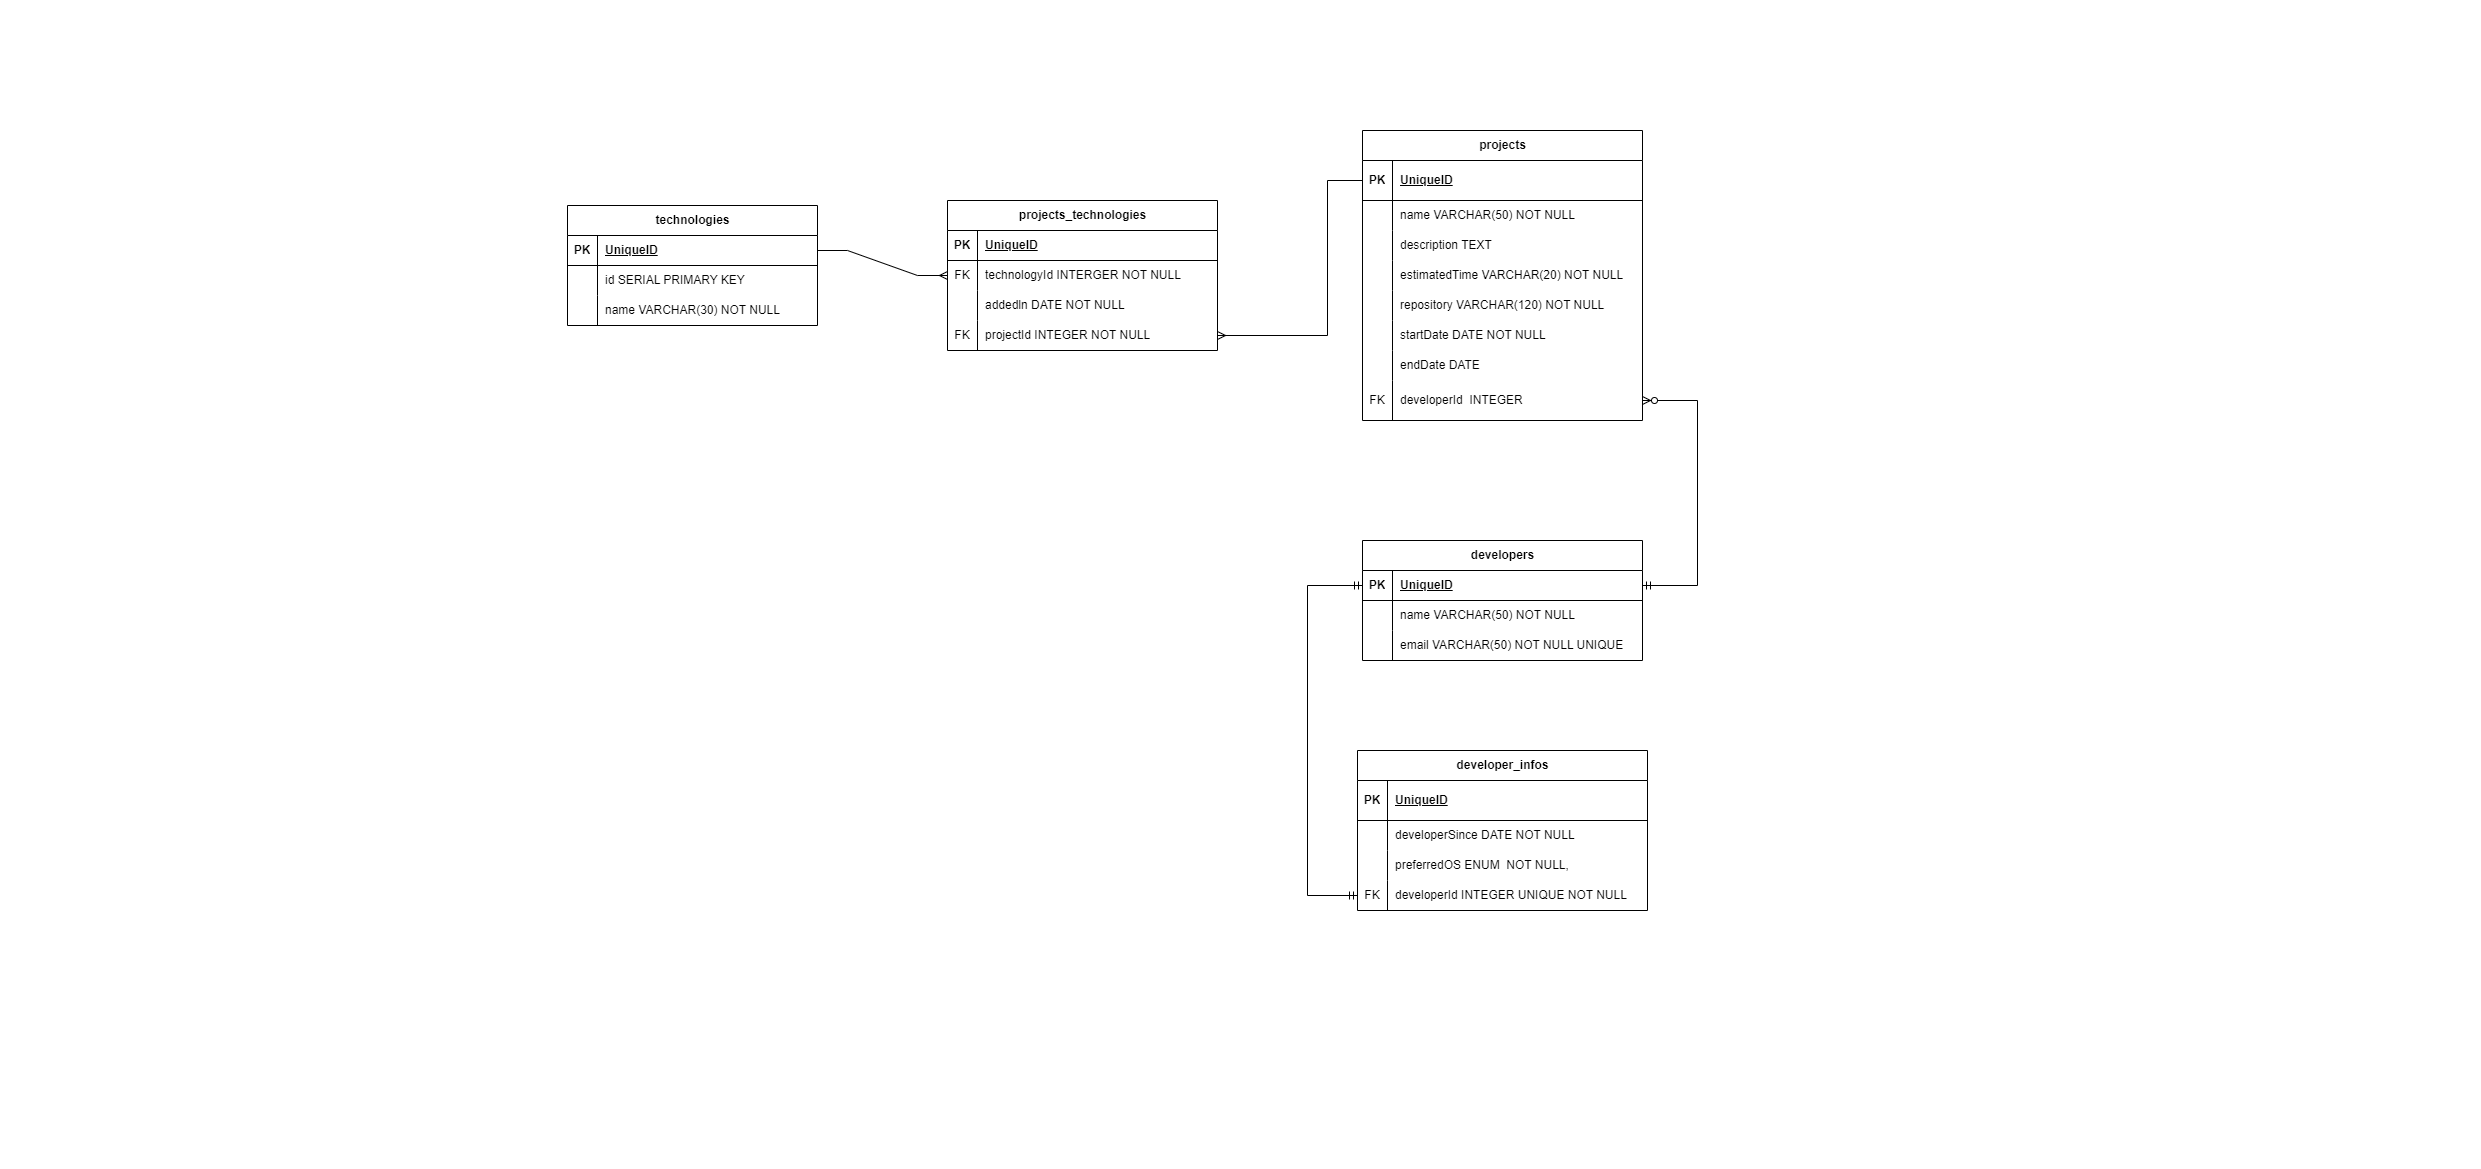 technologies
PK UniqueID
id SERIAL PRIMARY KEY
name VARCHAR(30) NOT NULL
projects_technologies
PK UniqueID
FK technologyId INTERGER NOT NULL
addedIn DATE NOT NULL
FK projectId INTEGER NOT NULL
projects
PK UniqueID
name VARCHAR(50) NOT NULL
description TEXT
estimatedTime VARCHAR(20) NOT NULL
repository VARCHAR(120) NOT NULL
startDate DATE NOT NULL
endDate DATE
FK developerId INTEGER
developers
PK UniqueID
name VARCHAR(50) NOT NULL
email VARCHAR(50) NOT NULL UNIQUE
developer_infos
PK UniqueID
developerSince DATE NOT NULL
preferredOS ENUM NOT NULL,
FK developerId INTEGER UNIQUE NOT NULL